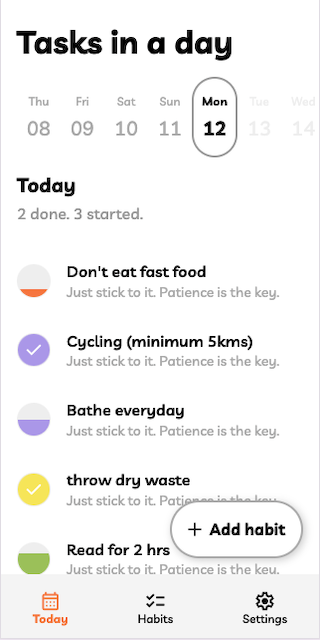 Tasks in a day
Thu Fri Sat Sun Mon Tue Wed
08 09 10 11 12 13 14
Today
2 done. 3 started.
Don't eat fast food
Just stick to it. Patience is the key.
Cycling (minimum 5kms)
Just stick to it. Patience is the key.
Bathe everyday
Just stick to it. Patience is the key.
throw dry waste
Just stick to it. Patience is the key.
+ Add habit
Read for 2 hrs
Just stick to it. Patience is the key.
Today Habits Settings